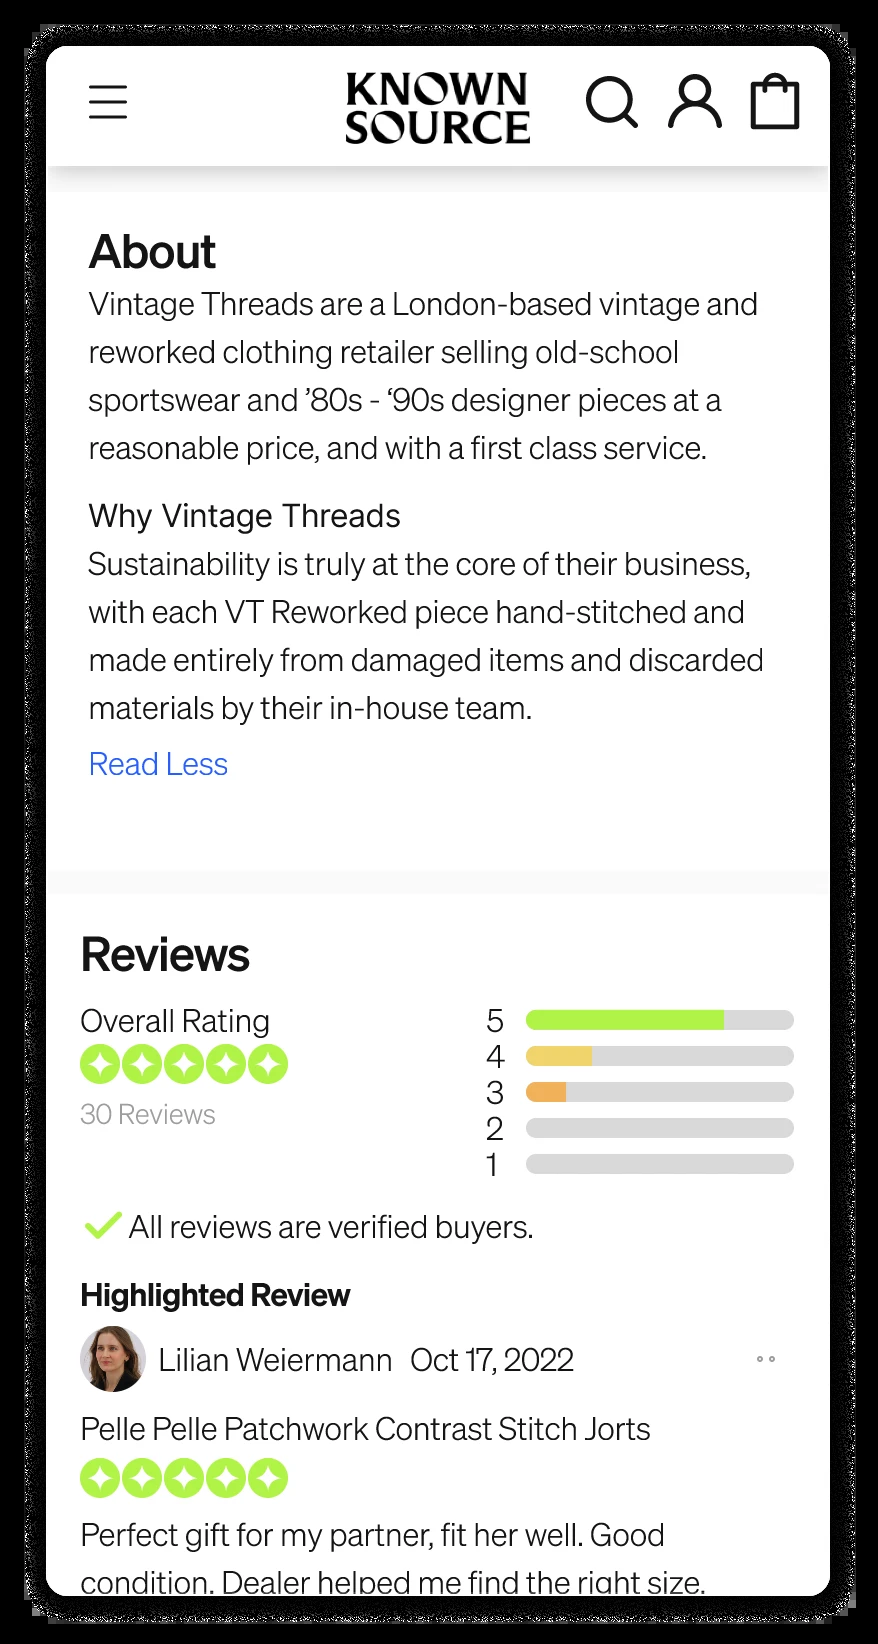 KNOWN
SOURCE
About
Vintage Threads are a London-based vintage and
reworked clothing retailer selling old-school
sportswear and ’80s - ‘90s designer pieces at a
reasonable price, and with a first class service.
Why Vintage Threads
Sustainability is truly at the core of their business,
with each VT Reworked piece hand-stitched and
made entirely from damaged items and discarded
materials by their in-house team.
Read Less
Reviews
Overall Rating
30 Reviews
5
4
3
2
1
All reviews are verified buyers.
Highlighted Review
Lilian Weiermann Oct 17, 2022
Pelle Pelle Patchwork Contrast Stitch Jorts
Perfect gift for my partner, fit her well. Good
condition. Dealer helped me find the right size.